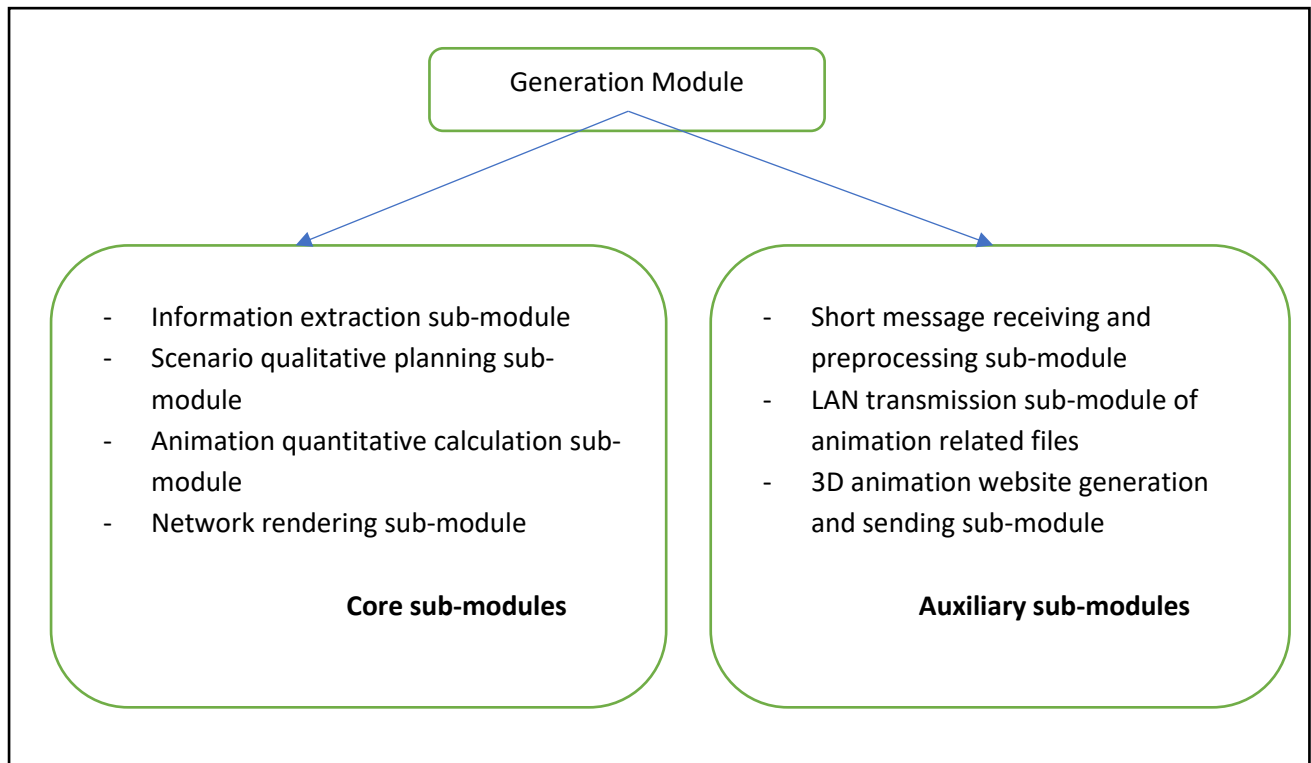 Generation Module
- Information extraction sub-module
- Scenario qualitative planning sub-
module
- Animation quantitative calculation sub-
module
- Network rendering sub-module
Core sub-modules
- Short message receiving and
preprocessing sub-module
- LAN transmission sub-module of
animation related files
- 3D animation website generation
and sending sub-module
Auxiliary sub-modules